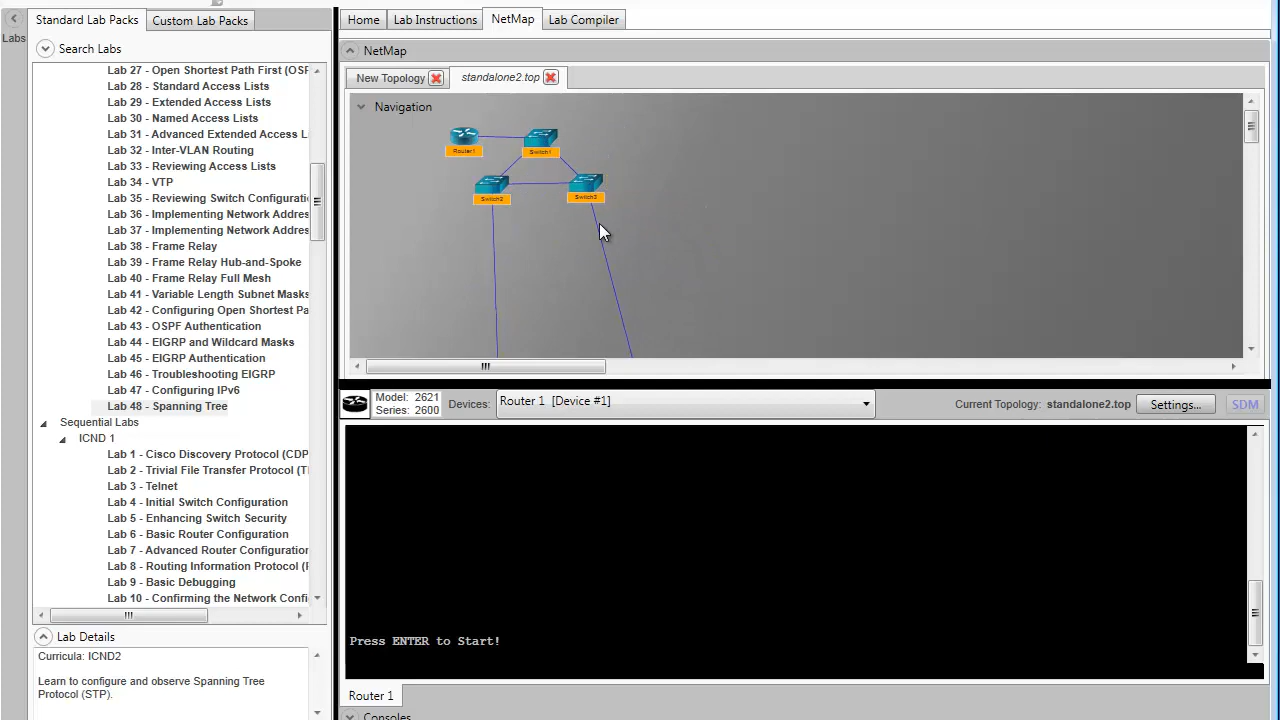 Labs
Standard Lab Packs
Custom Lab Packs
Search Labs
Lab 27 - Open Shortest Path First (OSF
Lab 28 - Standard Access Lists
Lab 29 - Extended Access Lists
Lab 30 - Named Access Lists
Lab 31 - Advanced Extended Access L
Lab 32 - Inter-VLAN Routing
Lab 33 - Reviewing Access Lists
Lab 34 - VTP
Lab 35 - Reviewing Switch Configuration
Lab 36 - Implementing Network Addres
Lab 37 - Implementing Network Addres
Lab 38 - Frame Relay
Lab 39 - Frame Relay Hub-and-Spoke
Lab 40 - Frame Relay Full Mesh
Lab 41 - Variable Length Subnet Masks
Lab 42 - Configuring Open Shortest Pa
Lab 43 - OSPF Authentication
Lab 44 - EIGRP and Wildcard Masks
Lab 45 - EIGRP Authentication
Lab 46 - Troubleshooting EIGRP
Lab 47 - Configuring IPv6
Lab 48 - Spanning Tree
Sequential Labs
ICND 1
Lab 1 - Cisco Discovery Protocol (CDP
Lab 2 - Trivial File Transfer Protocol (T
Lab 3 - Telnet
Lab 4 - Initial Switch Configuration
Lab 5 - Enhancing Switch Security
Lab 6 - Basic Router Configuration
Lab 7 - Advanced Router Configuration
Lab 8 - Routing Information Protocol (R
Lab 9 - Basic Debugging
Lab 10 - Confirming the Network Confi
Lab Details
Curricula: ICND2
Learn to configure and observe Spanning Tree
Protocol (STP).
Home
Lab Instructions
NetMap
Lab Compiler
NetMap
New Topology
standalone2.top
Navigation
Router1
Switch1
Switch2
Switch3
Model: 2621
Series: 2600
Devices:
Router 1 [Device #1]
Current Topology: standalone2.top
Settings...
SDM
Press ENTER to Start!
Router 1
Consoles